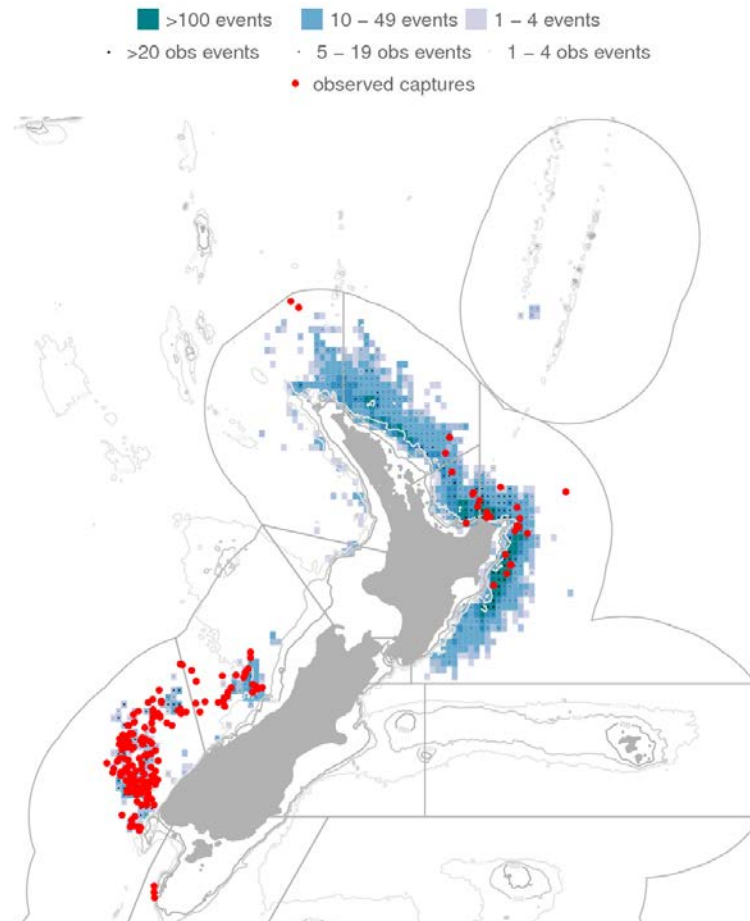 >100 events 10 – 49 events 1 – 4 events
>20 obs events 5 – 19 obs events 1 – 4 obs events
observed captures